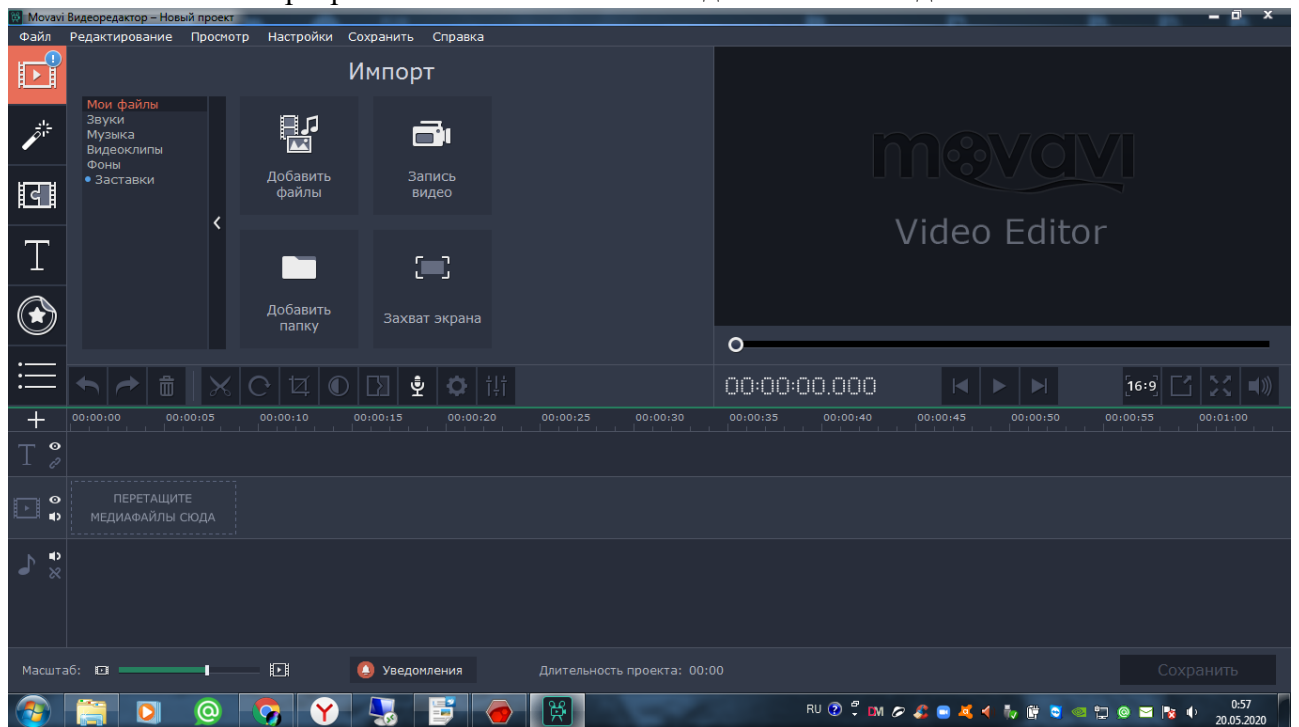 Movavi Видеоредактор – Новый проект
Файл Редактирование Просмотр Настройки Сохранить Справка
Импорт
Мои файлы
Звуки
Музыка
Видеоклипы
Фоны
Заставки
Добавить
файлы
Запись
видео
Добавить
папку
Захват экрана
movavi
Video Editor
00:00:00.000
16:9
00:00:00 00:00:05 00:00:10 00:00:15 00:00:20 00:00:25 00:00:30 00:00:35 00:00:40 00:00:45 00:00:50 00:00:55 00:01:00
ПЕРЕТАЩИТЕ
МЕДИАФАЙЛЫ СЮДА
Масштаб: Уведомления Длительность проекта: 00:00 Сохранить
RU 0:57
20.05.2020